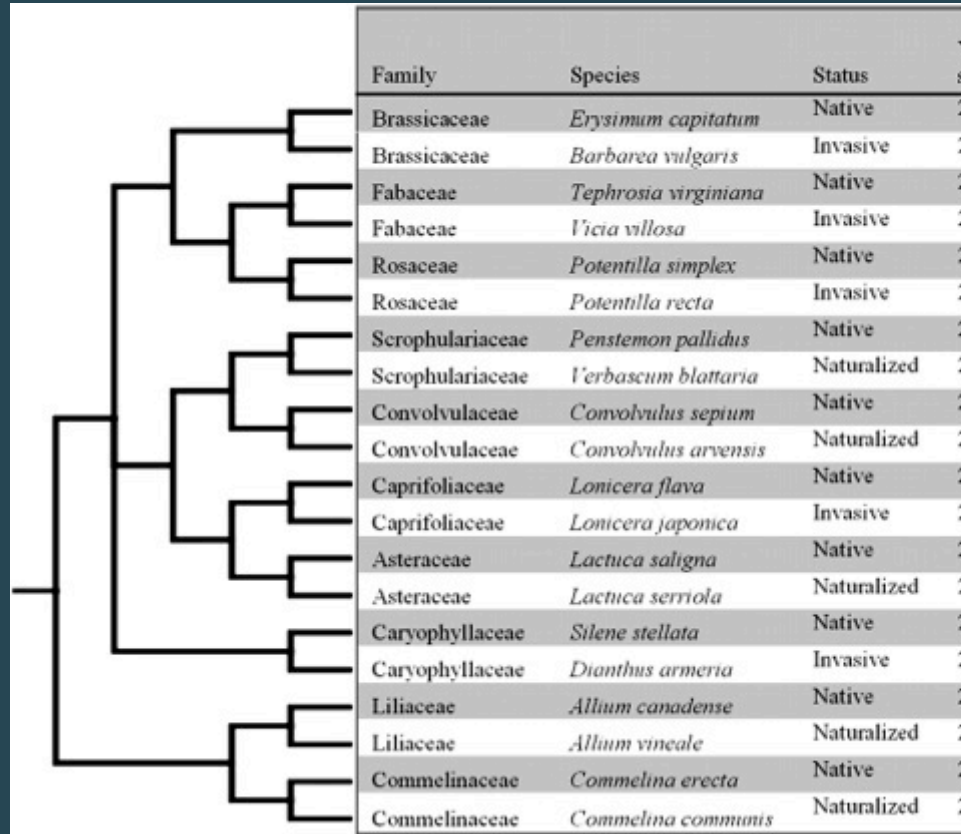 Family Species Status
Brassicaceae Erysimum capitatum Native
Brassicaceae Barbarea vulgaris Invasive
Fabaceae Tephrosia virginiana Native
Fabaceae Vicia villosa Invasive
Rosaceae Potentilla simplex Native
Rosaceae Potentilla recta Invasive
Scrophulariaceae Penstemon pallidus Native
Scrophulariaceae Verbascum blattaria Naturalized
Convolvulaceae Convolvulus sepium Native
Convolvulaceae Convolvulus arvensis Naturalized
Caprifoliaceae Lonicera flava Native
Caprifoliaceae Lonicera japonica Invasive
Asteraceae Lactuca saligna Native
Asteraceae Lactuca serriola Naturalized
Caryophyllaceae Silene stellata Native
Caryophyllaceae Dianthus armeria Invasive
Liliaceae Allium canadense Native
Liliaceae Allium vineale Naturalized
Commelinaceae Commelina erecta Native
Commelinaceae Commelina communis Naturalized